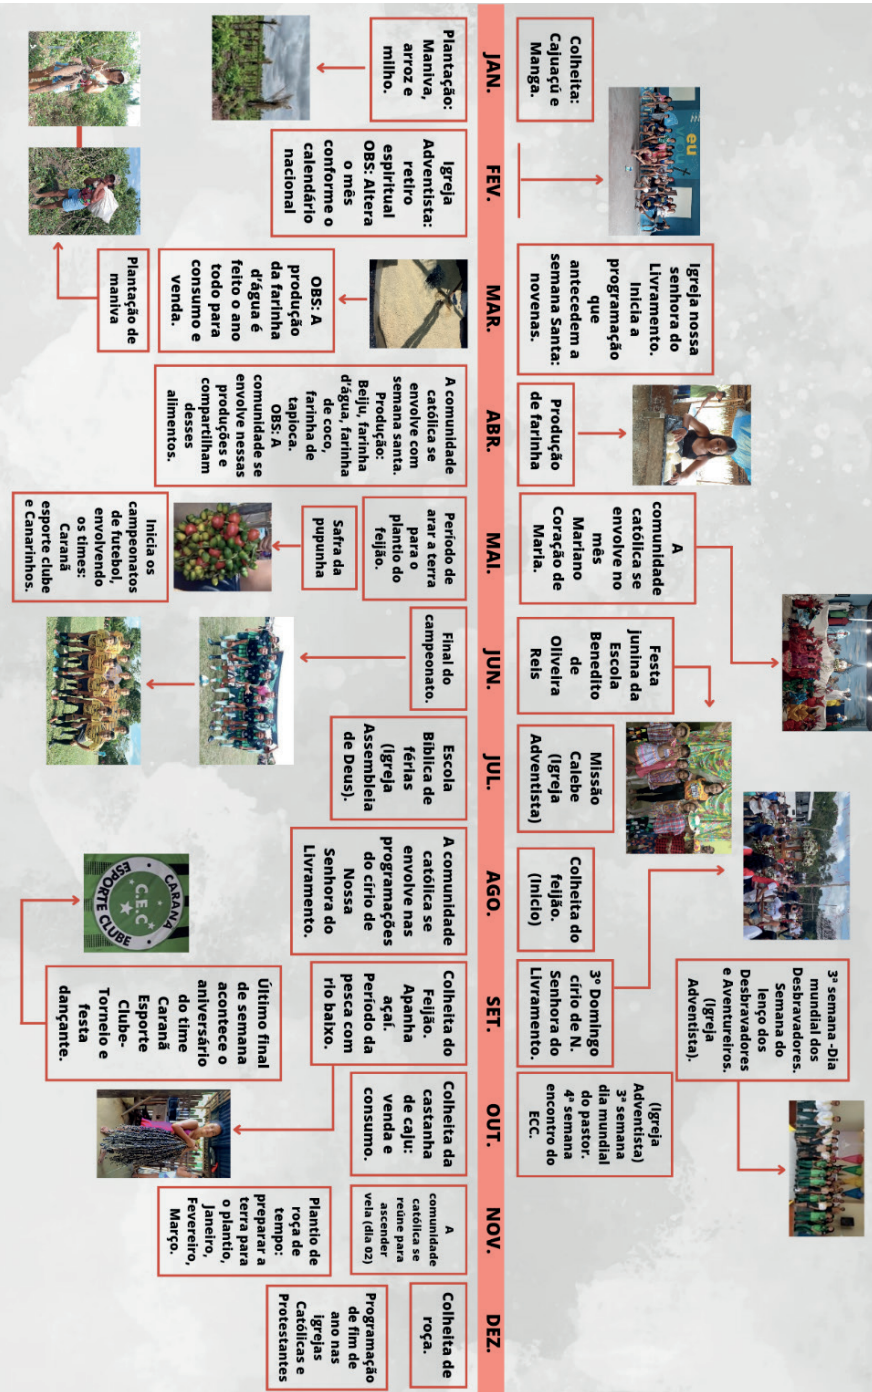 Colheita:
Cajuaçú e
Manga.
JAN.
Plantação:
Maniva,
arroz e
milho.
eu
FEV.
Igreja
Adventista:
retiro
espiritual
OBS: Altera
o mês
conforme o
calendário
nacional
Igreja nossa
senhora do
Livramento.
Inicia a
programação
que
antecedem a
semana Santa:
novenas.
MAR.
OBS: A
produção
da farinha
d'água é
feito o ano
todo para
consumo e
venda.
Plantação de
maniva
Produção
de farinha
ABR.
A comunidade
católica se
envolve com
semana santa.
Produção:
Beiju, farinha
d'água, farinha
de coco,
farinha de
tapioca.
OBS: A
comunidade se
envolve nessas
produções e
compartilham
desses
alimentos.
A
comunidade
católica se
envolve no
mês
Mariano
Coração de
Maria.
MAI.
Período de
arar a terra
para o
plantio do
feijão.
Safra da
pupunha
Inicia os
campeonatos
de futebol,
envolvendo
os times:
Caranã
esporte clube
e Canarinhos.
Festa
junina da
Escola
Benedito
de
Oliveira
Reis
JUN.
Final do
campeonato.
Missão
Calebe
(Igreja
Adventista)
JUL.
Escola
Bíblica de
férias
(Igreja
Assembleia
de Deus).
Colheita do
feijão.
(Inicio)
AGO.
A comunidade
católica se
envolve nas
programações
do círio de
Nossa
Senhora do
Livramento.
CARANÃ
C.E.C
ESPORTE CLUBE
3ª semana -Dia
mundial dos
Desbravadores.
Semana do
lenço dos
Desbravadores
e Aventureiros.
(Igreja
Adventista).
3º Domingo
círio de N.
Senhora do
Livramento.
SET.
Colheita do
Feijão.
Apanha
açaí.
Período da
pesca com
rio baixo.
Último final
de semana
acontece o
aniversário
do time
Caranã
Esporte
Clube-
Torneio e
festa
dançante.
(Igreja
Adventista)
3ª semana
dia mundial
do pastor.
4ª semana
encontro do
ECC.
OUT.
Colheita da
castanha
de caju:
venda e
consumo.
NOV.
A
comunidade
católica se
reúne para
ascender
vela (dia 02)
Plantio de
roça de
tempo:
preparar a
terra para
o plantio,
Janeiro,
Fevereiro,
Março.
DEZ.
Colheita de
roça.
Programação
de fim de
ano nas
igrejas
Católicas e
Protestantes